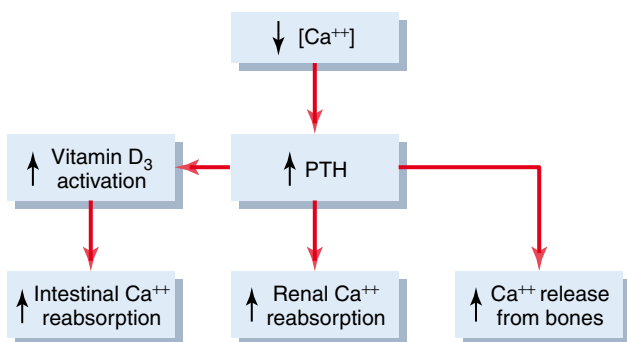 ↓ [Ca⁺⁺]
↑ Vitamin D₃
activation
↑ PTH
↑ Intestinal Ca⁺⁺
reabsorption
↑ Renal Ca⁺⁺
reabsorption
↑ Ca⁺⁺ release
from bones